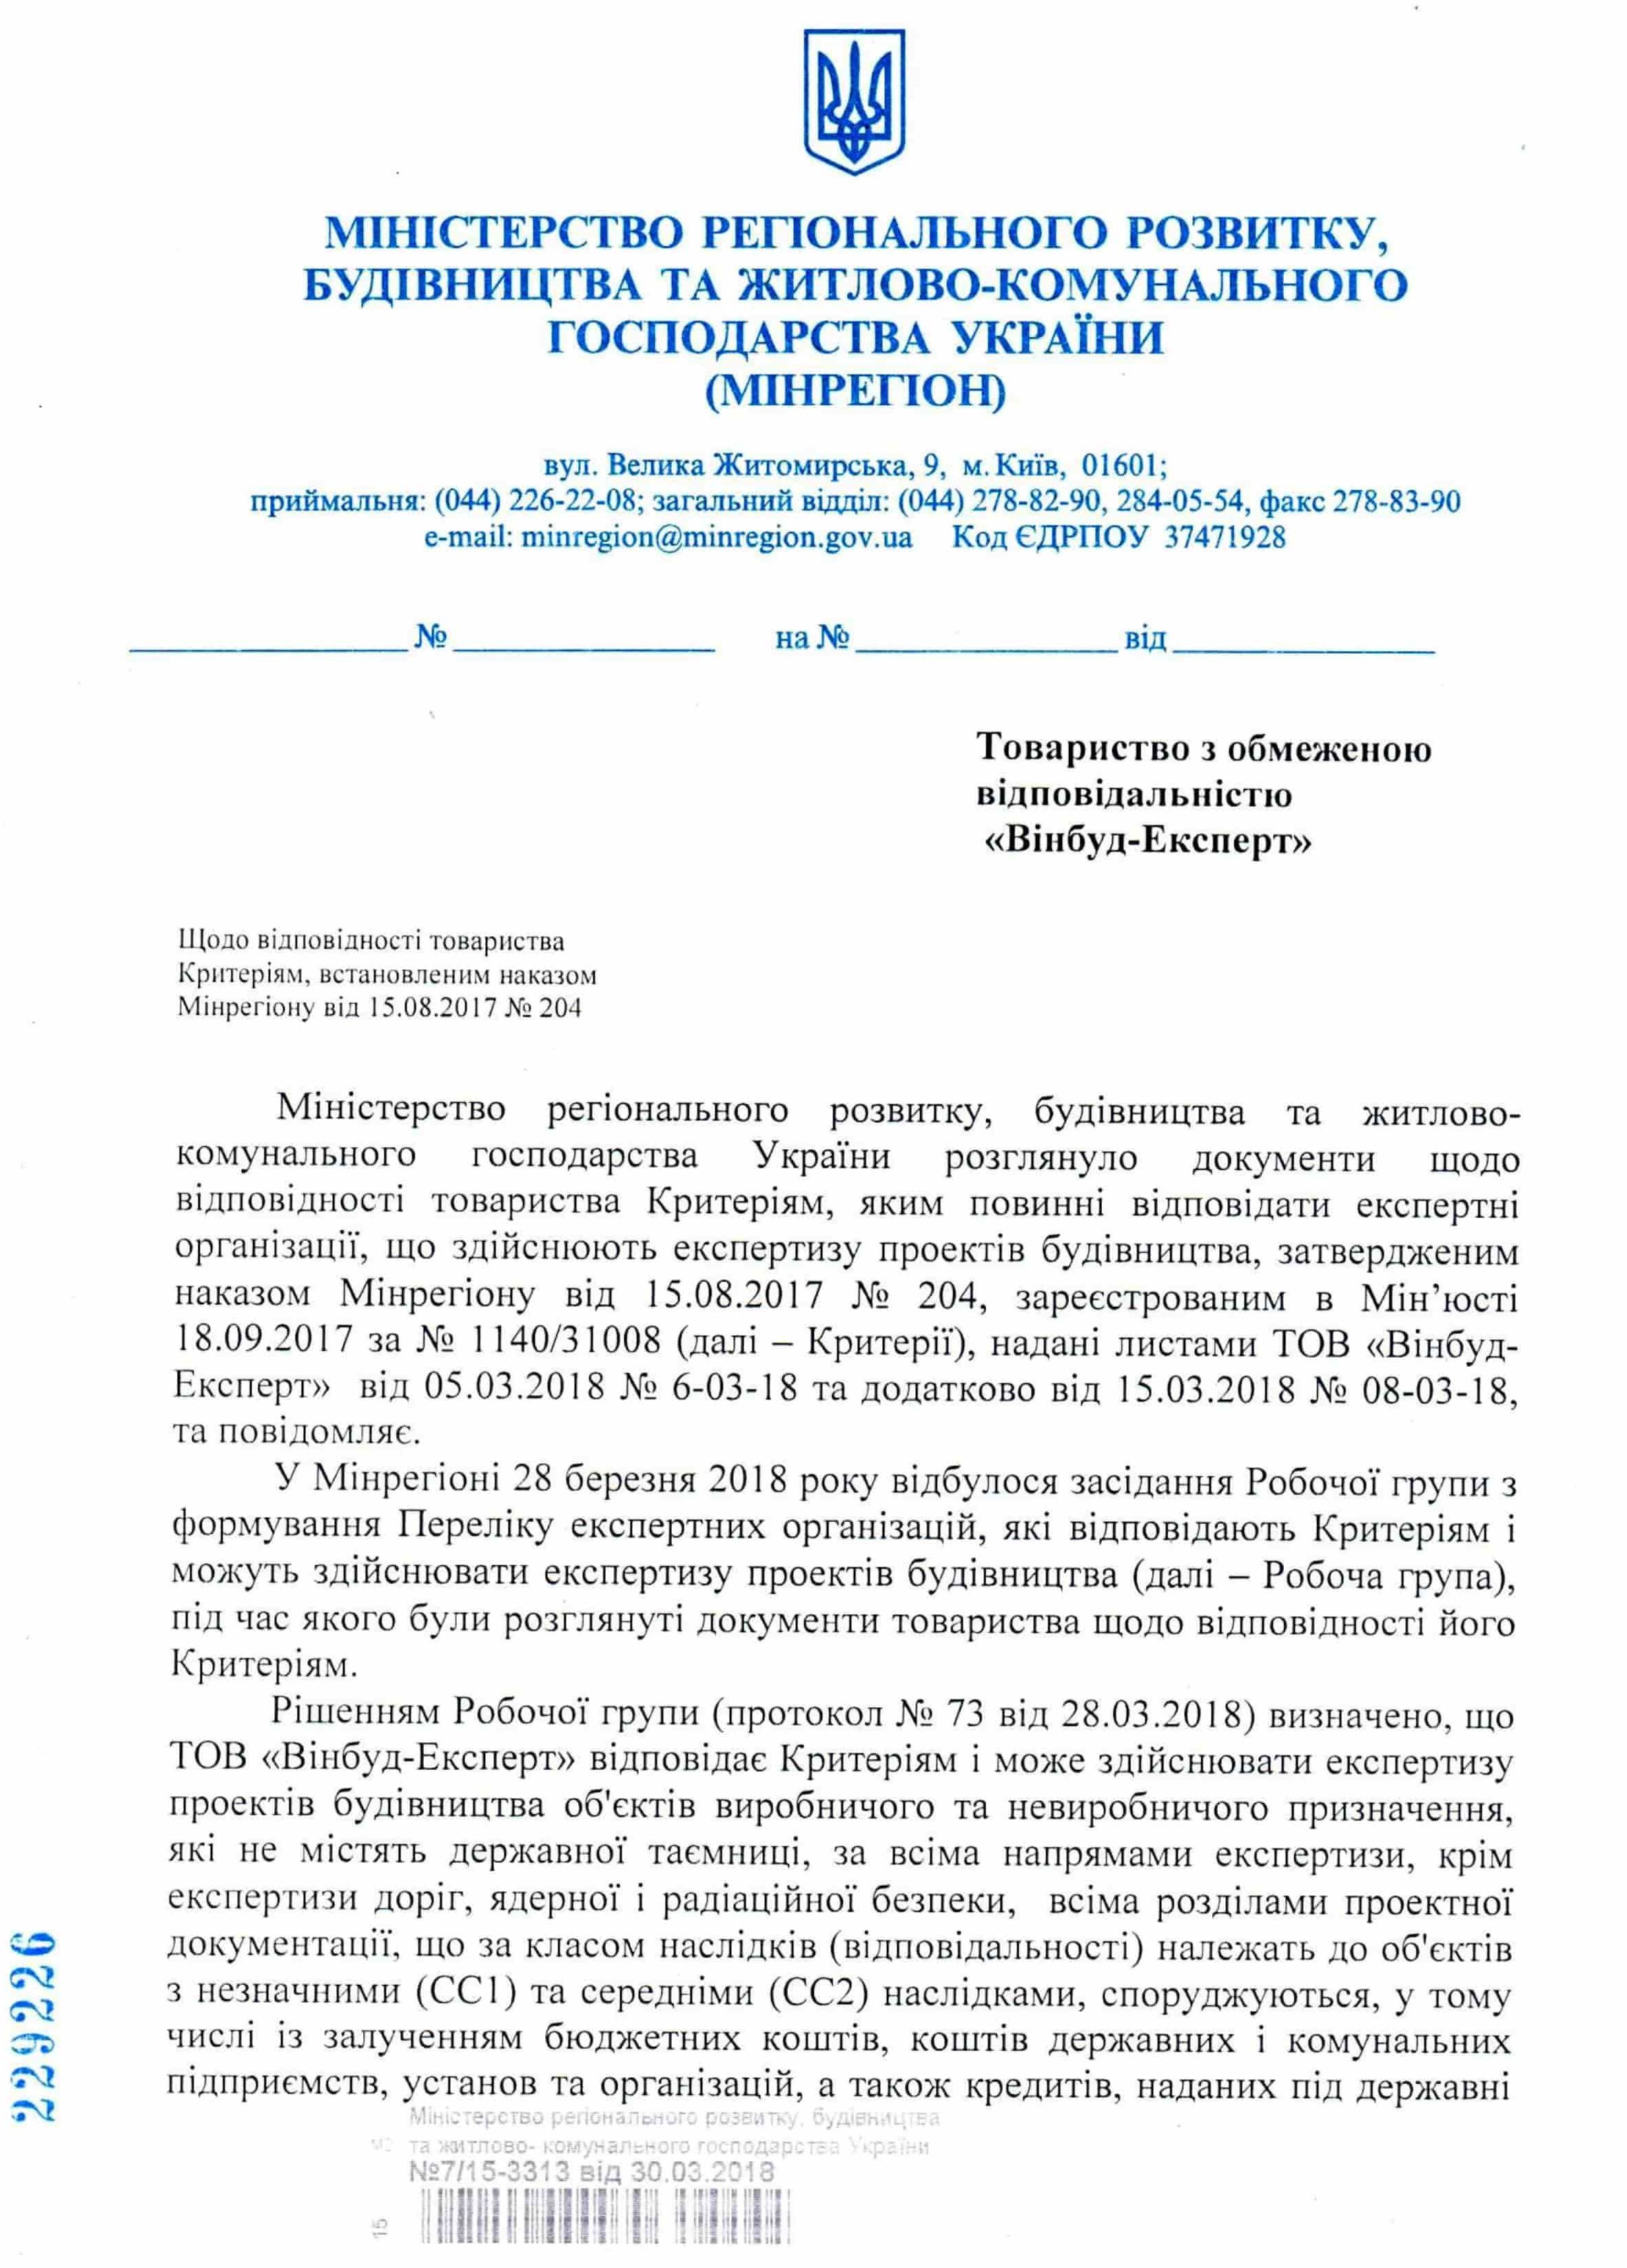 МІНІСТЕРСТВО РЕГІОНАЛЬНОГО РОЗВИТКУ,
БУДІВНИЦТВА ТА ЖИТЛОВО-КОМУНАЛЬНОГО
ГОСПОДАРСТВА УКРАЇНИ
(МІНРЕГІОН)
вул. Велика Житомирська, 9, м. Київ, 01601;
приймальня: (044) 226-22-08; загальний відділ: (044) 278-82-90, 284-05-54, факс 278-83-90
e-mail: minregion@minregion.gov.ua Код ЄДРПОУ 37471928
№ на № від
Товариство з обмеженою
відповідальністю
«Вінбуд-Експерт»
Щодо відповідності товариства
Критеріям, встановленим наказом
Мінрегіону від 15.08.2017 № 204
Міністерство регіонального розвитку, будівництва та житлово-
комунального господарства України розглянуло документи щодо
відповідності товариства Критеріям, яким повинні відповідати експертні
організації, що здійснюють експертизу проектів будівництва, затвердженим
наказом Мінрегіону від 15.08.2017 № 204, зареєстрованим в Мін’юсті
18.09.2017 за № 1140/31008 (далі – Критерії), надані листами ТОВ «Вінбуд-
Експерт» від 05.03.2018 № 6-03-18 та додатково від 15.03.2018 № 08-03-18,
та повідомляє.
У Мінрегіоні 28 березня 2018 року відбулося засідання Робочої групи з
формування Переліку експертних організацій, які відповідають Критеріям і
можуть здійснювати експертизу проектів будівництва (далі – Робоча група),
під час якого були розглянуті документи товариства щодо відповідності його
Критеріям.
Рішенням Робочої групи (протокол № 73 від 28.03.2018) визначено, що
ТОВ «Вінбуд-Експерт» відповідає Критеріям і може здійснювати експертизу
проектів будівництва об'єктів виробничого та невиробничого призначення,
які не містять державної таємниці, за всіма напрямами експертизи, крім
експертизи доріг, ядерної і радіаційної безпеки, всіма розділами проектної
документації, що за класом наслідків (відповідальності) належать до об'єктів
з незначними (СС1) та середніми (СС2) наслідками, споруджуються, у тому
числі із залученням бюджетних коштів, коштів державних і комунальних
підприємств, установ та організацій, а також кредитів, наданих під державні
229226
Міністерство регіонального розвитку, будівництва
та житлово- комунального господарства України
№7/15-3313 від 30.03.2018
15